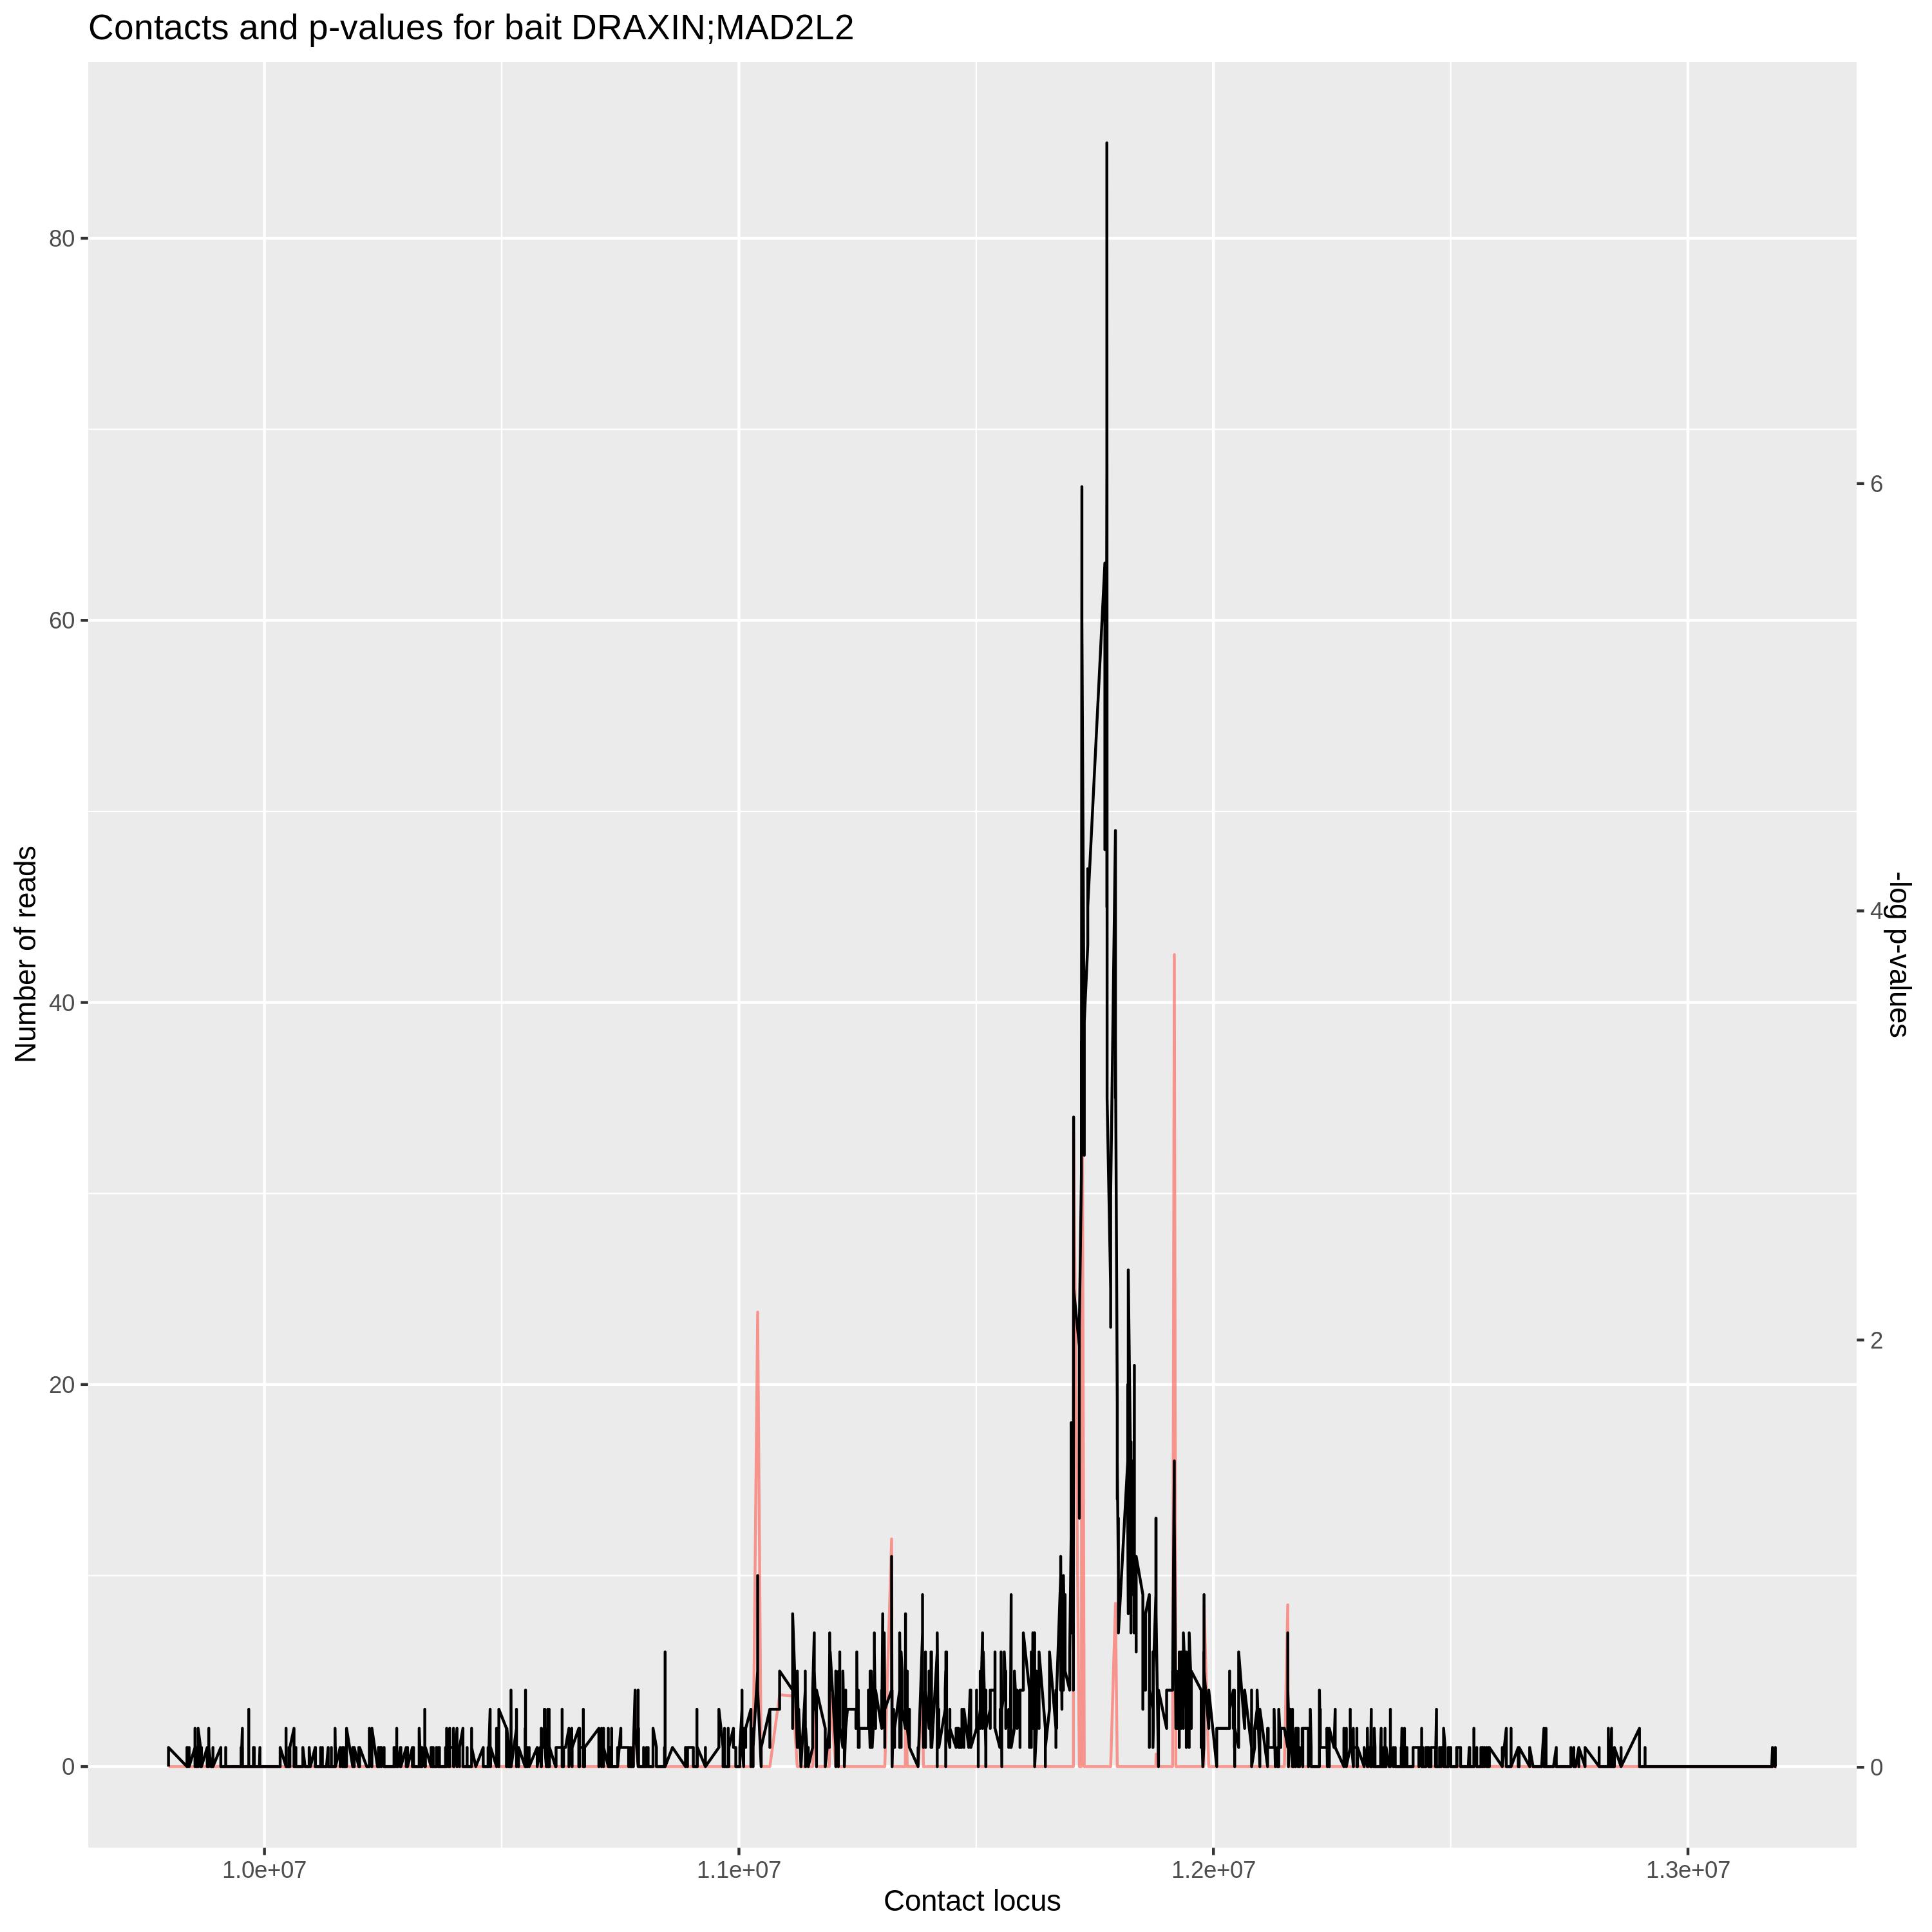 Contacts and p-values for bait DRAXIN;MAD2L2
Number of reads
80
60
40
20
0
6
4
2
0
-log p-values
1.0e+07
1.1e+07
1.2e+07
1.3e+07
Contact locus